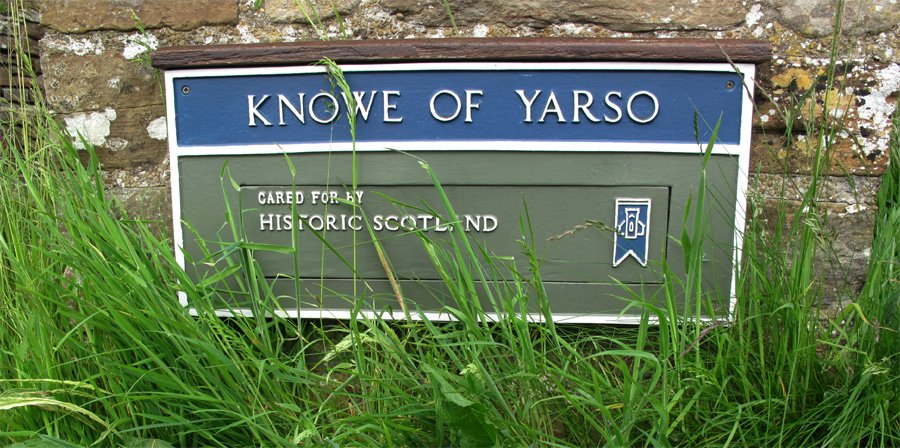 KNOWE OF YARSO
CARED FOR BY
HISTORIC SCOTLAND